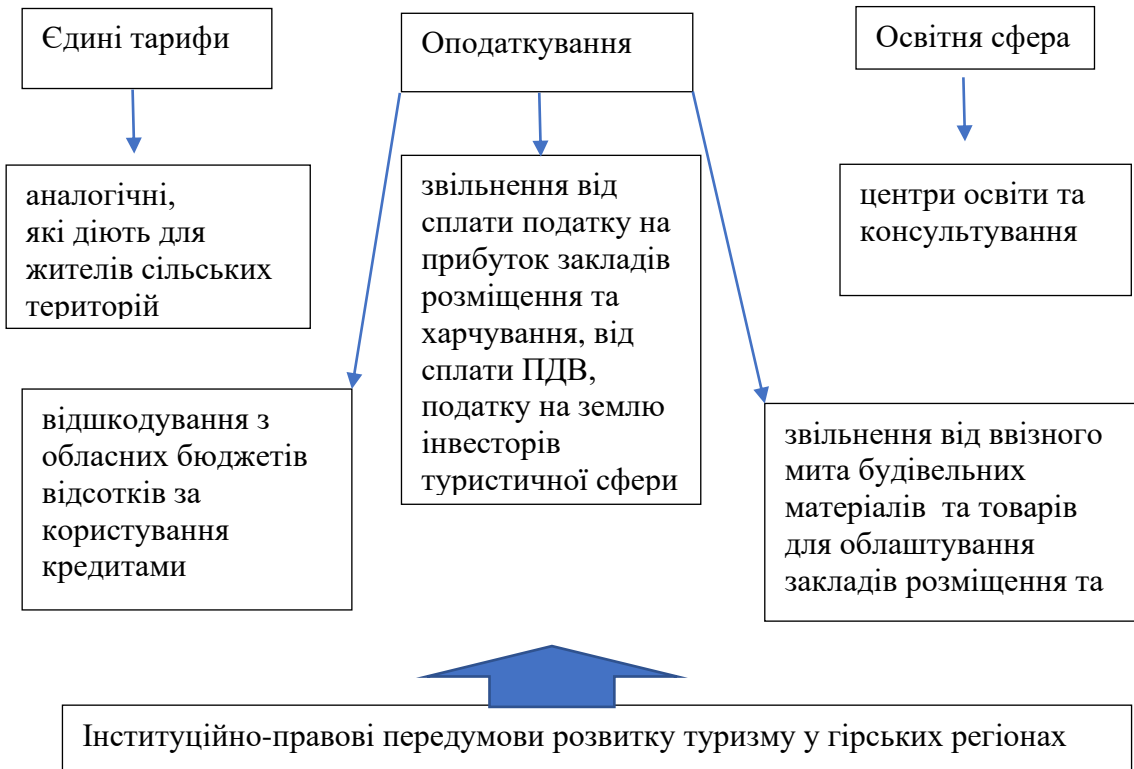 Єдині тарифи
Оподаткування
Освітня сфера
аналогічні,
які діють для
жителів сільських
територій
звільнення від
сплати податку на
прибуток закладів
розміщення та
харчування, від
сплати ПДВ,
податку на землю
інвесторів
туристичної сфери
центри освіти та
консультування
відшкодування з
обласних бюджетів
відсотків за
користування
кредитами
звільнення від ввізного
мита будівельних
матеріалів та товарів
для облаштування
закладів розміщення та
Інституційно-правові передумови розвитку туризму у гірських регіонах